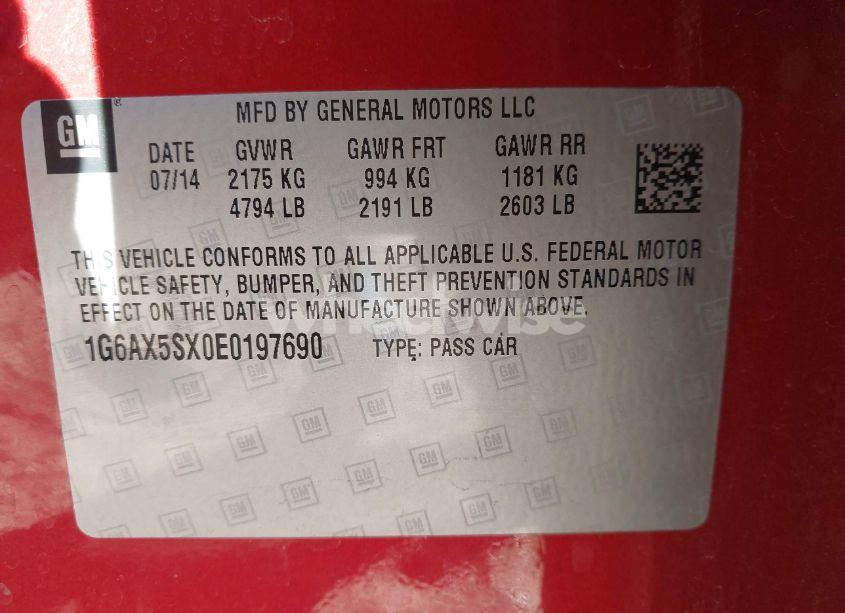 GM
MFD BY GENERAL MOTORS LLC
DATE GVWR GAWR FRT GAWR RR
07/14 2175 KG 994 KG 1181 KG
4794 LB 2191 LB 2603 LB
THIS VEHICLE CONFORMS TO ALL APPLICABLE U.S. FEDERAL MOTOR
VEHICLE SAFETY, BUMPER, AND THEFT PREVENTION STANDARDS IN
EFFECT ON THE DATE OF MANUFACTURE SHOWN ABOVE.
1G6AX5SX0E0197690 TYPE: PASS CAR